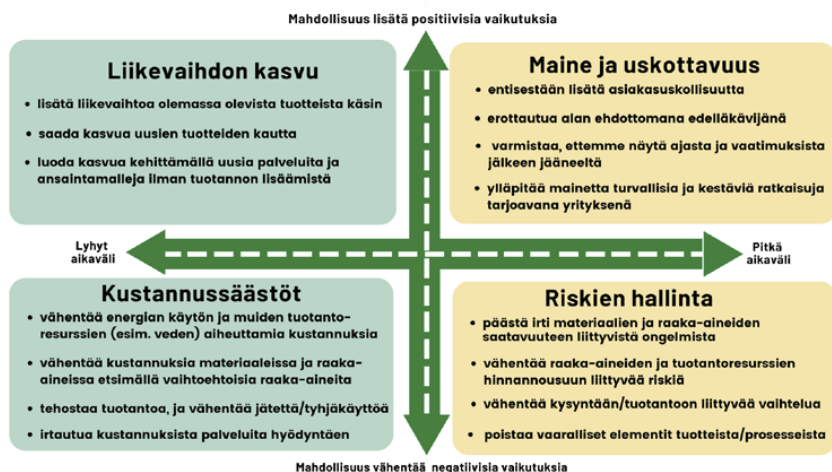 Mahdollisuus lisätä positiivisia vaikutuksia
Liikevaihdon kasvu
• lisätä liikevaihtoa olemassa olevista tuotteista käsin
• saada kasvua uusien tuotteiden kautta
• luoda kasvua kehittämällä uusia palveluita ja
ansaintamalleja ilman tuotannon lisäämistä
Maine ja uskottavuus
• entisestään lisätä asiakasuskollisuutta
• erottautua alan ehdottomana edelläkävijänä
• varmistaa, ettemme näytä ajasta ja vaatimuksista
jälkeen jääneeltä
• ylläpitää mainetta turvallisia ja kestäviä ratkaisuja
tarjoavana yrityksenä
Lyhyt
aikaväli
Pitkä
aikaväli
Kustannussäästöt
• vähentää energian käytön ja muiden tuotanto-
resurssien (esim. veden) aiheuttamia kustannuksia
• vähentää kustannuksia materiaaleissa ja raaka-
aineissa etsimällä vaihtoehtoisia raaka-aineita
• tehostaa tuotantoa, ja vähentää jätettä/tyhjäkäyttöä
• irtautua kustannuksista palveluita hyödyntäen
Riskien hallinta
• päästä irti materiaalien ja raaka-aineiden
saatavuuteen liittyvistä ongelmista
• vähentää raaka-aineiden ja tuotantoresurssien
hinnannousuun liittyvää riskiä
• vähentää kysyntään/tuotantoon liittyvää vaihtelua
• poistaa vaaralliset elementit tuotteista/prosesseista
Mahdollisuus vähentää negatiivisia vaikutuksia